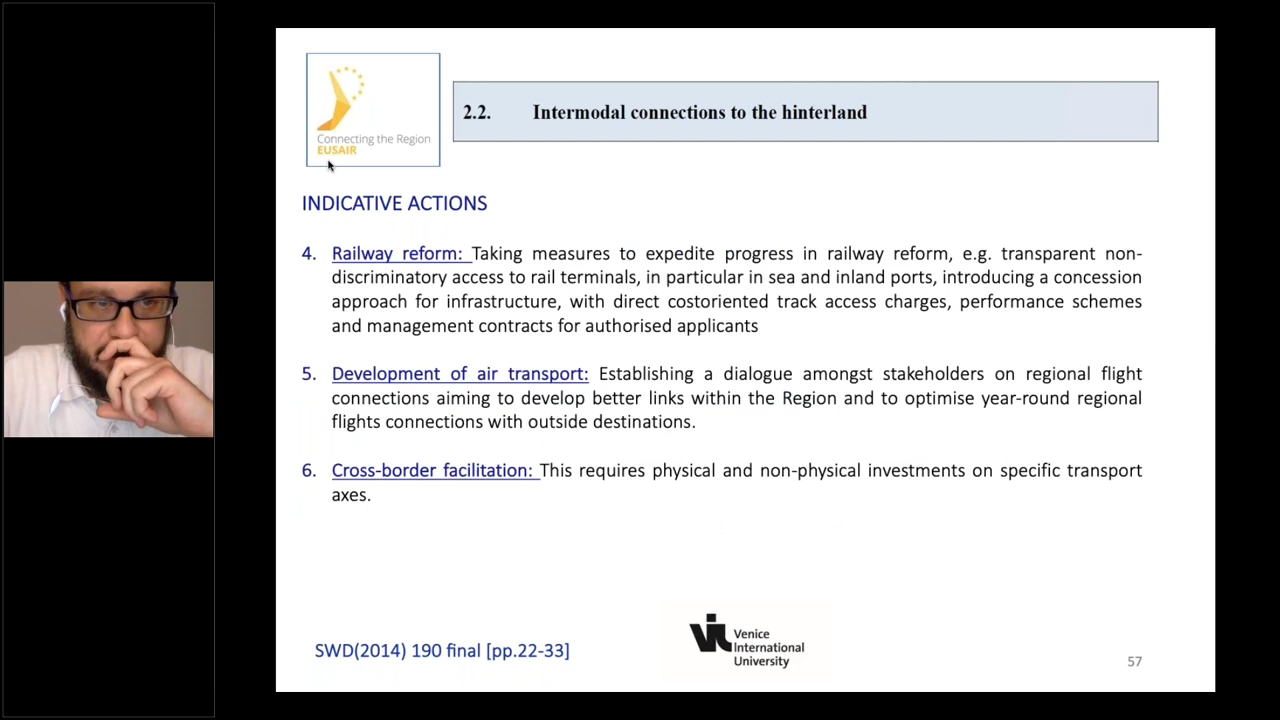 2.2. Intermodal connections to the hinterland
Connecting the Region
EUSAIR
INDICATIVE ACTIONS
4. Railway reform: Taking measures to expedite progress in railway reform, e.g. transparent non-
discriminatory access to rail terminals, in particular in sea and inland ports, introducing a concession
approach for infrastructure, with direct costoriented track access charges, performance schemes
and management contracts for authorised applicants
5. Development of air transport: Establishing a dialogue amongst stakeholders on regional flight
connections aiming to develop better links within the Region and to optimise year-round regional
flights connections with outside destinations.
6. Cross-border facilitation: This requires physical and non-physical investments on specific transport
axes.
SWD(2014) 190 final [pp.22-33]
Venice
International
University
57